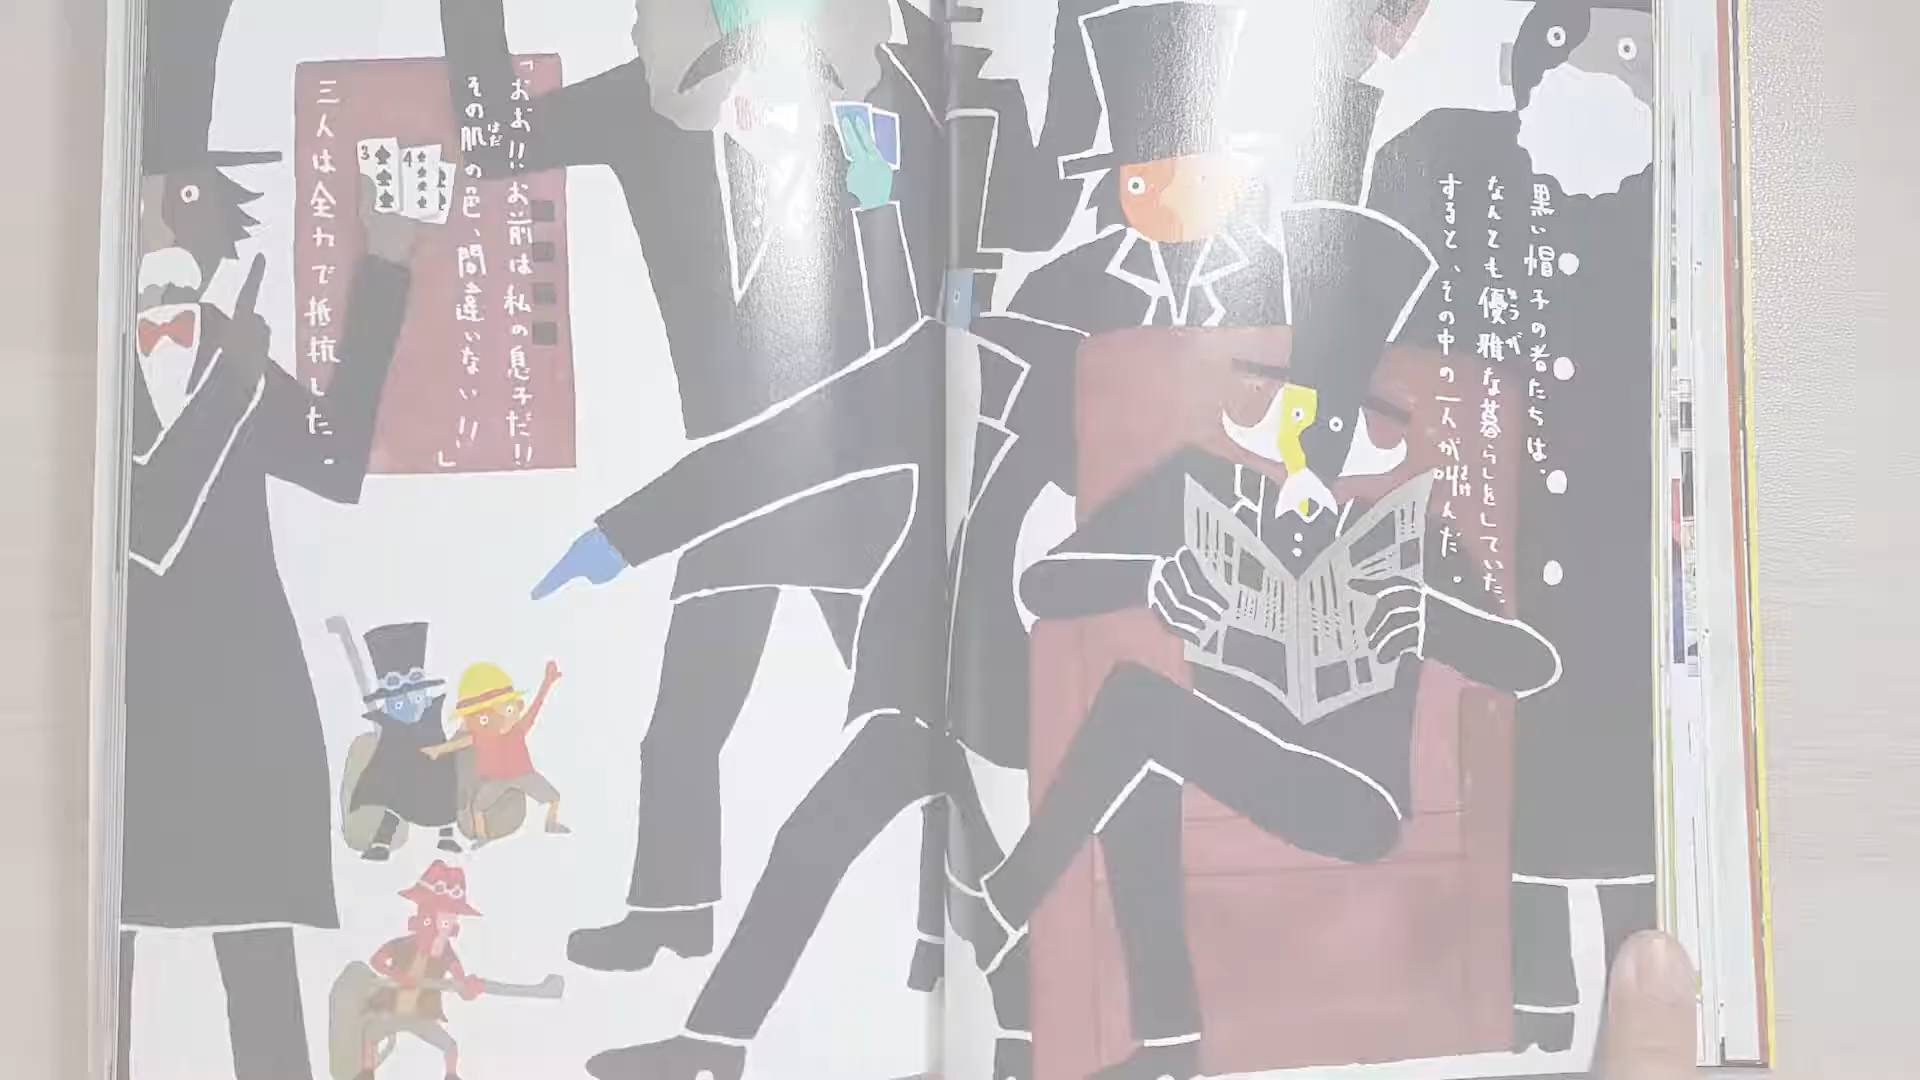 黒い帽子の者たちは、
なんとも優雅な暮らしをしていた。
すると、その中の一人が叫んだ。
「おお!!お前は私の息子だ!!
その肌の色、間違いない!!」
三人は全力で抵抗した。